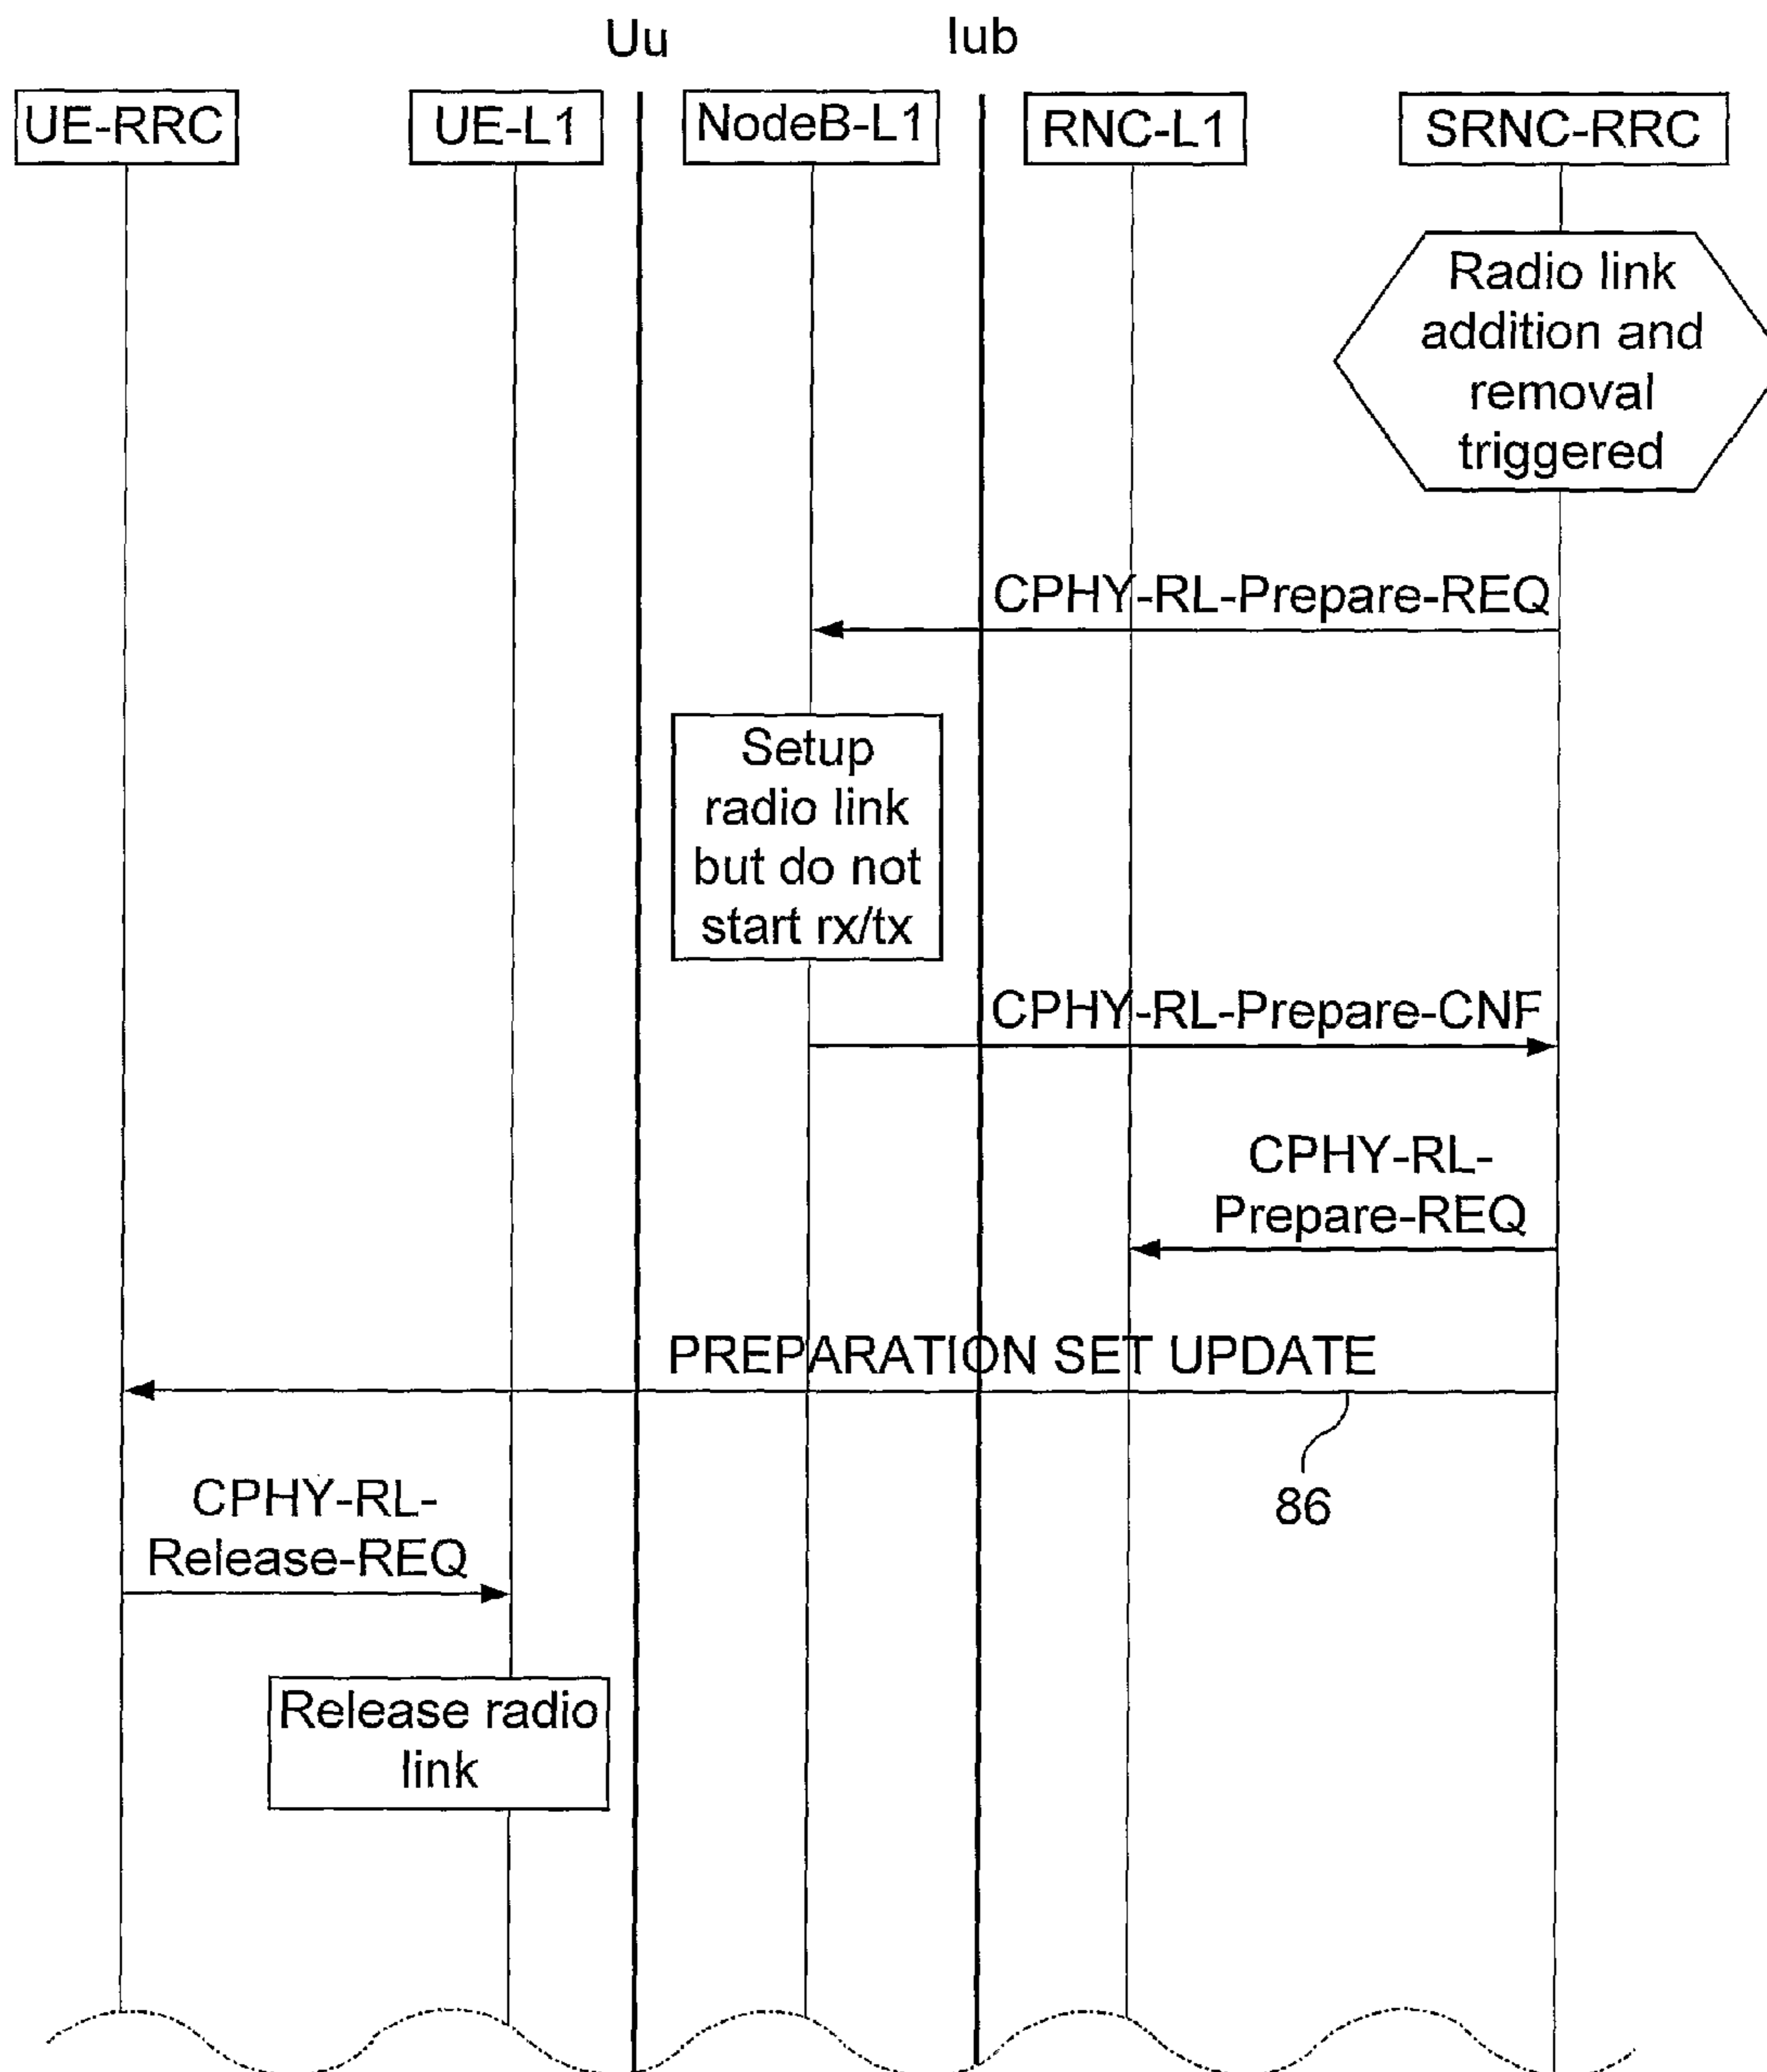 Uu
Iub
UE-RRC
UE-L1
NodeB-L1
RNC-L1
SRNC-RRC
Radio link
addition and
removal
triggered
CPHY-RL-Prepare-REQ
Setup
radio link
but do not
start rx/tx
CPHY-RL-Prepare-CNF
CPHY-RL-
Prepare-REQ
PREPARATION SET UPDATE
86
CPHY-RL-
Release-REQ
Release radio
link